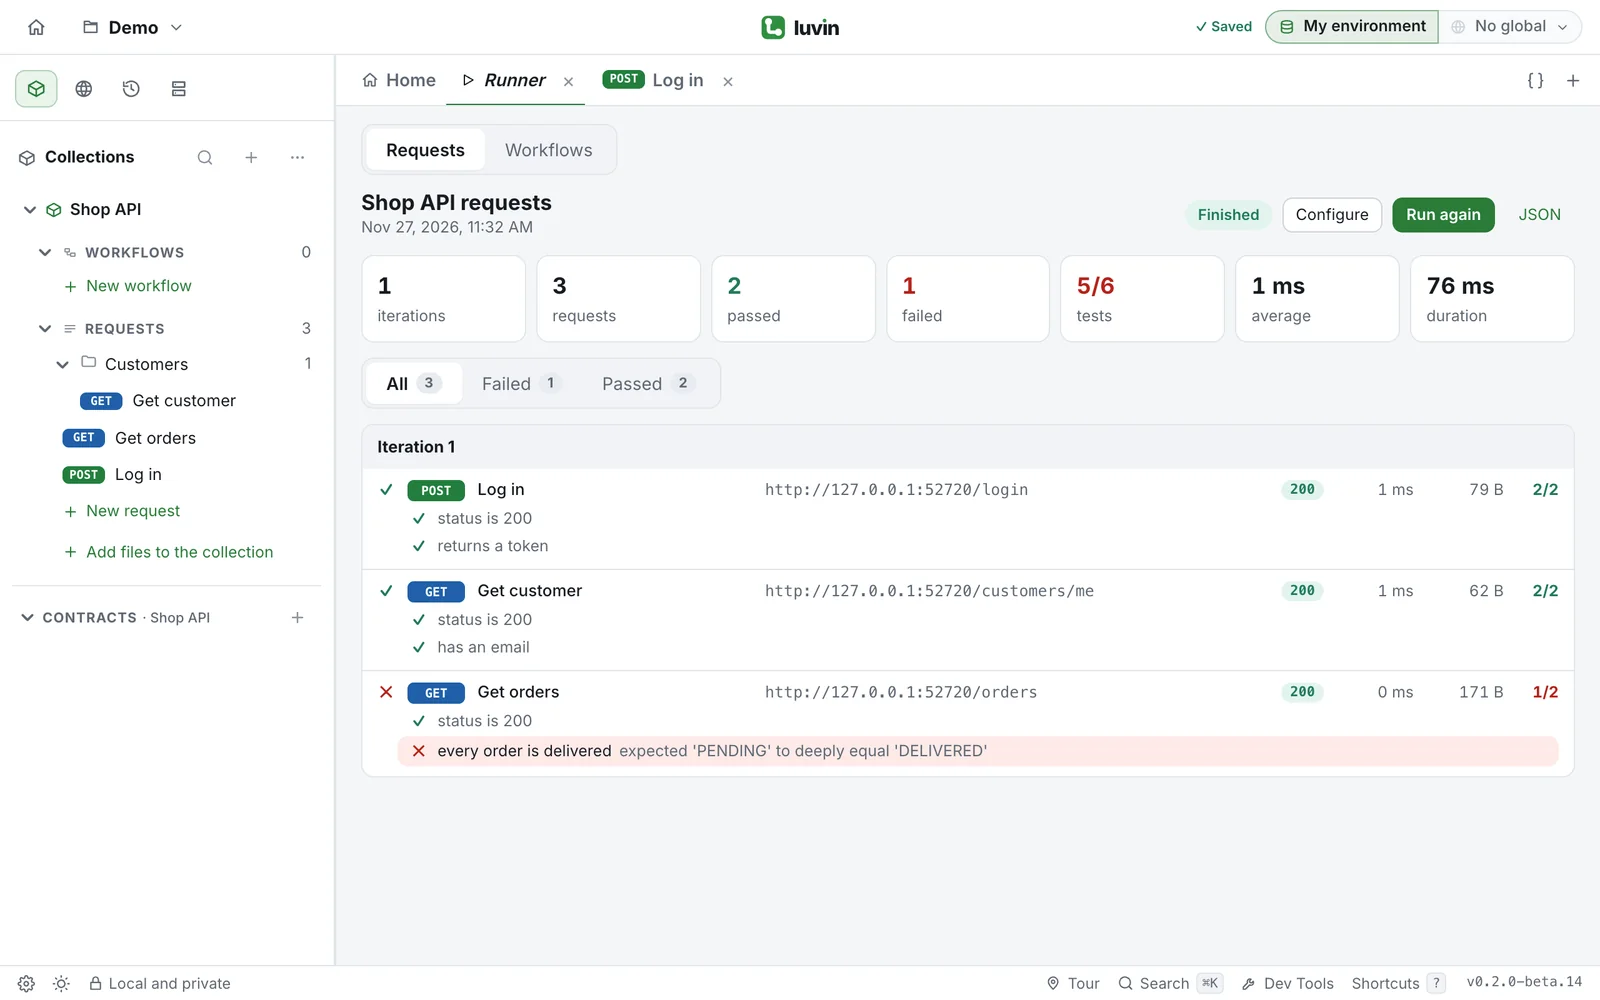 Demo
luvin
Saved
My environment
No global
Home
Runner
POST Log in
{ }
Collections
Shop API
WORKFLOWS 0
New workflow
REQUESTS 3
Customers 1
GET Get customer
GET Get orders
POST Log in
New request
Add files to the collection
CONTRACTS · Shop API
Requests
Workflows
Shop API requests
Nov 27, 2026, 11:32 AM
Finished
Configure
Run again
JSON
1
iterations
3
requests
2
passed
1
failed
5/6
tests
1 ms
average
76 ms
duration
All 3
Failed 1
Passed 2
Iteration 1
POST Log in http://127.0.0.1:52720/login 200 1 ms 79 B 2/2
status is 200
returns a token
GET Get customer http://127.0.0.1:52720/customers/me 200 1 ms 62 B 2/2
status is 200
has an email
GET Get orders http://127.0.0.1:52720/orders 200 0 ms 171 B 1/2
status is 200
every order is delivered expected 'PENDING' to deeply equal 'DELIVERED'
Local and private
Tour
Search ⌘K
Dev Tools
Shortcuts ?
v0.2.0-beta.14